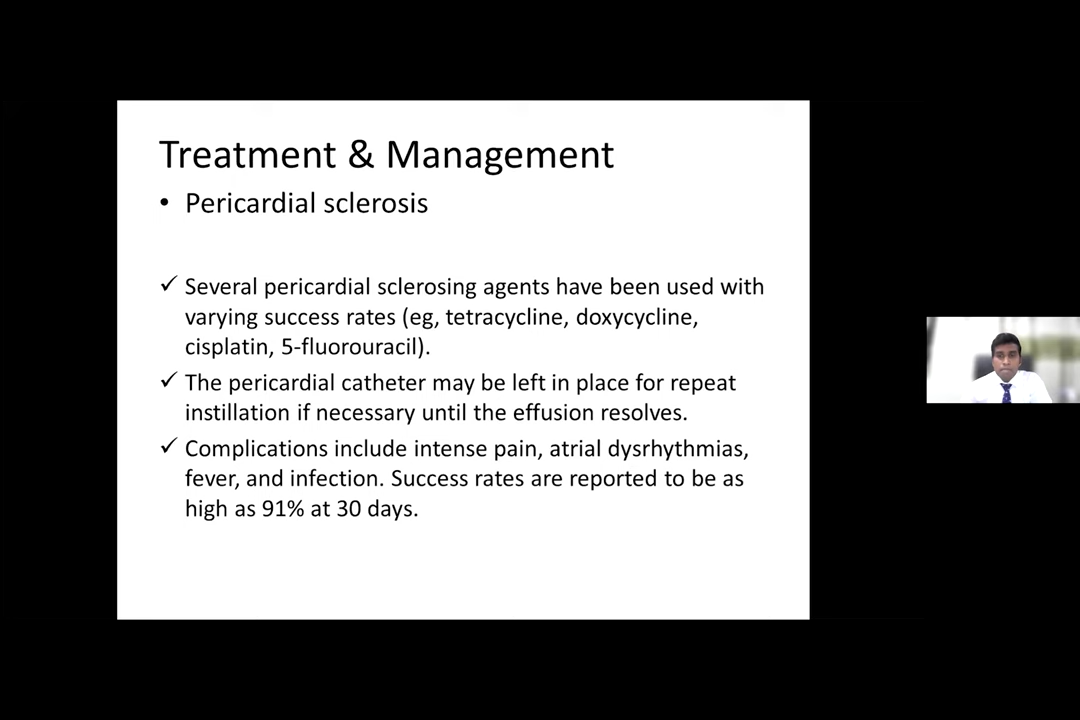 Treatment & Management
• Pericardial sclerosis
✓ Several pericardial sclerosing agents have been used with
varying success rates (eg, tetracycline, doxycycline,
cisplatin, 5-fluorouracil).
✓ The pericardial catheter may be left in place for repeat
instillation if necessary until the effusion resolves.
✓ Complications include intense pain, atrial dysrhythmias,
fever, and infection. Success rates are reported to be as
high as 91% at 30 days.